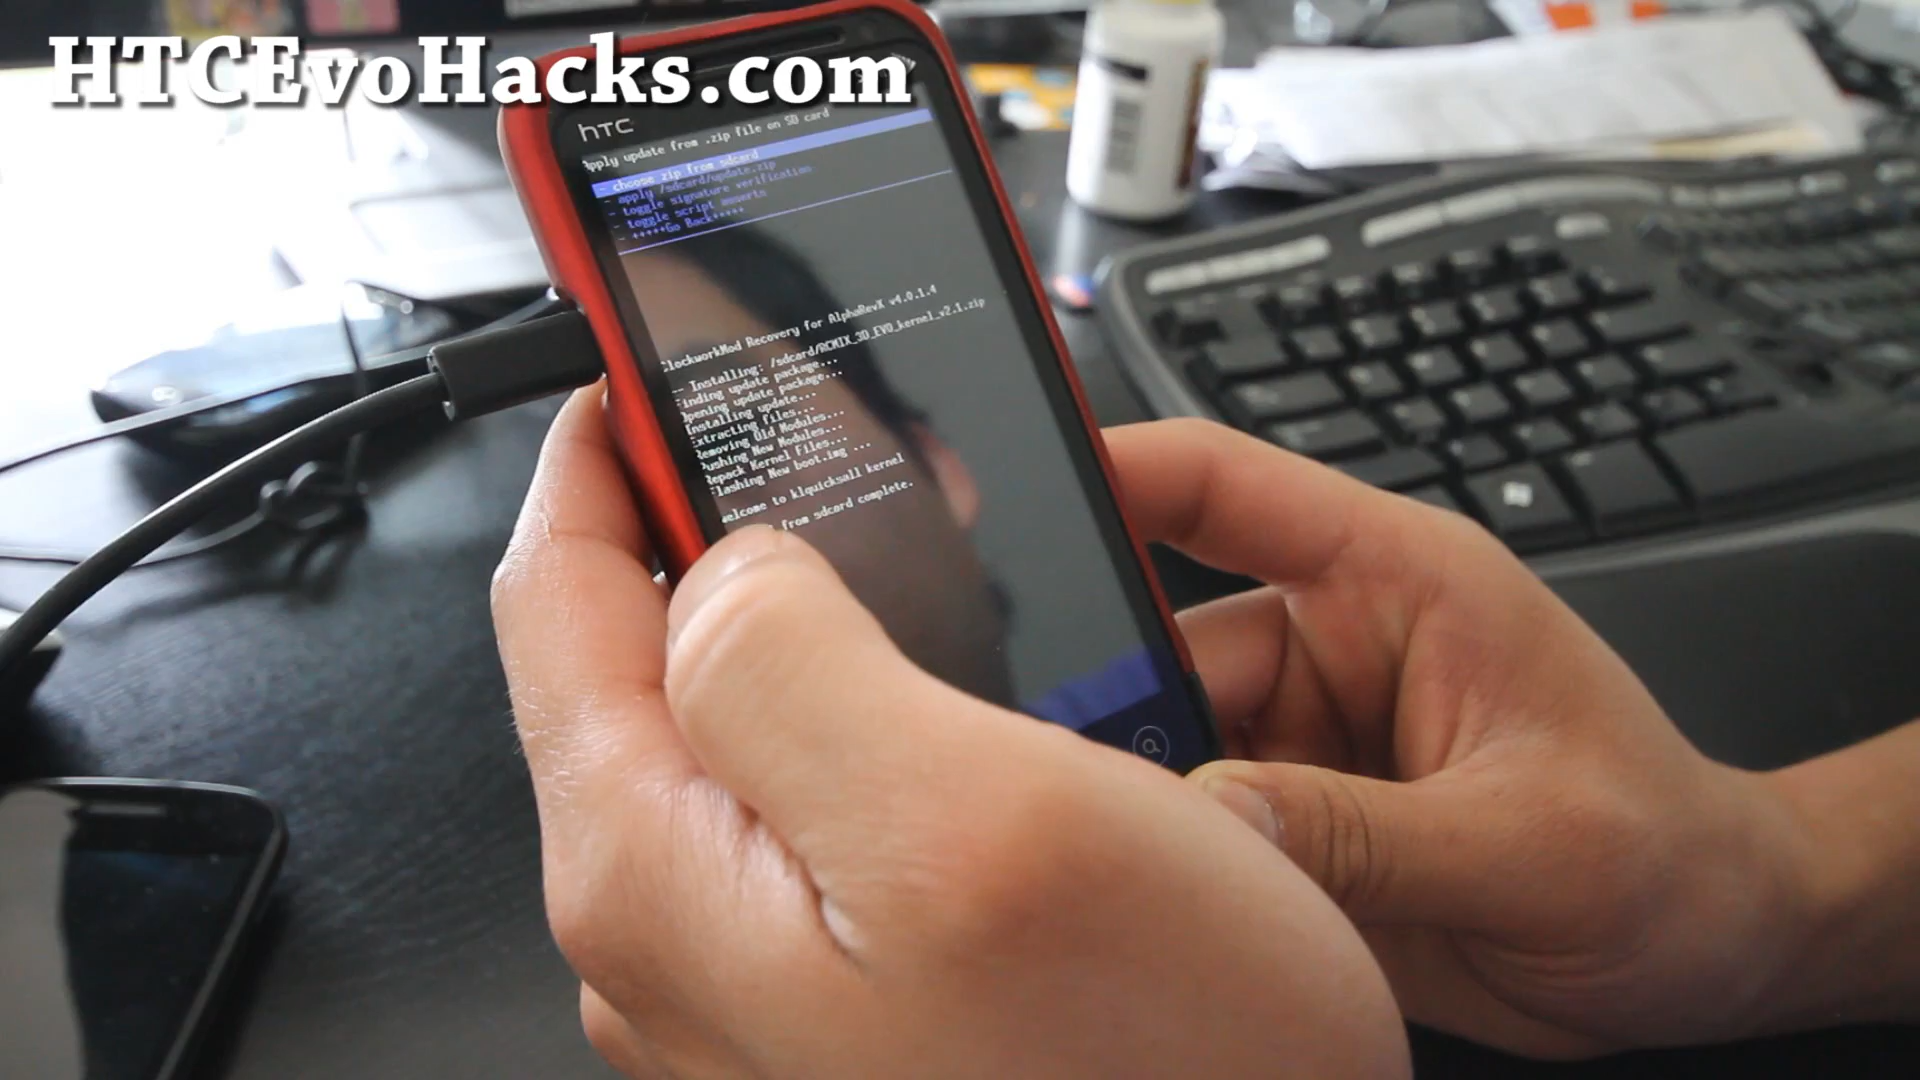 HTCEvoHacks.com
hTC
Apply update from .zip file on SD card
- choose zip from sdcard
- apply /sdcard/update.zip
- toggle signature verification
- toggle script asserts
- +++++Go Back+++++
ClockworkMod Recovery for AlphaRevX v4.0.1.4
-- Installing: /sdcard/RCMIX_3D_EVO_kernel_v2.1.zip
Finding update package...
Opening update package...
Installing update...
Extracting files...
Removing Old Modules...
Pushing New Modules...
Repack Kernel Files...
Flashing New boot.img ...
Welcome to klquicksall kernel
from sdcard complete.